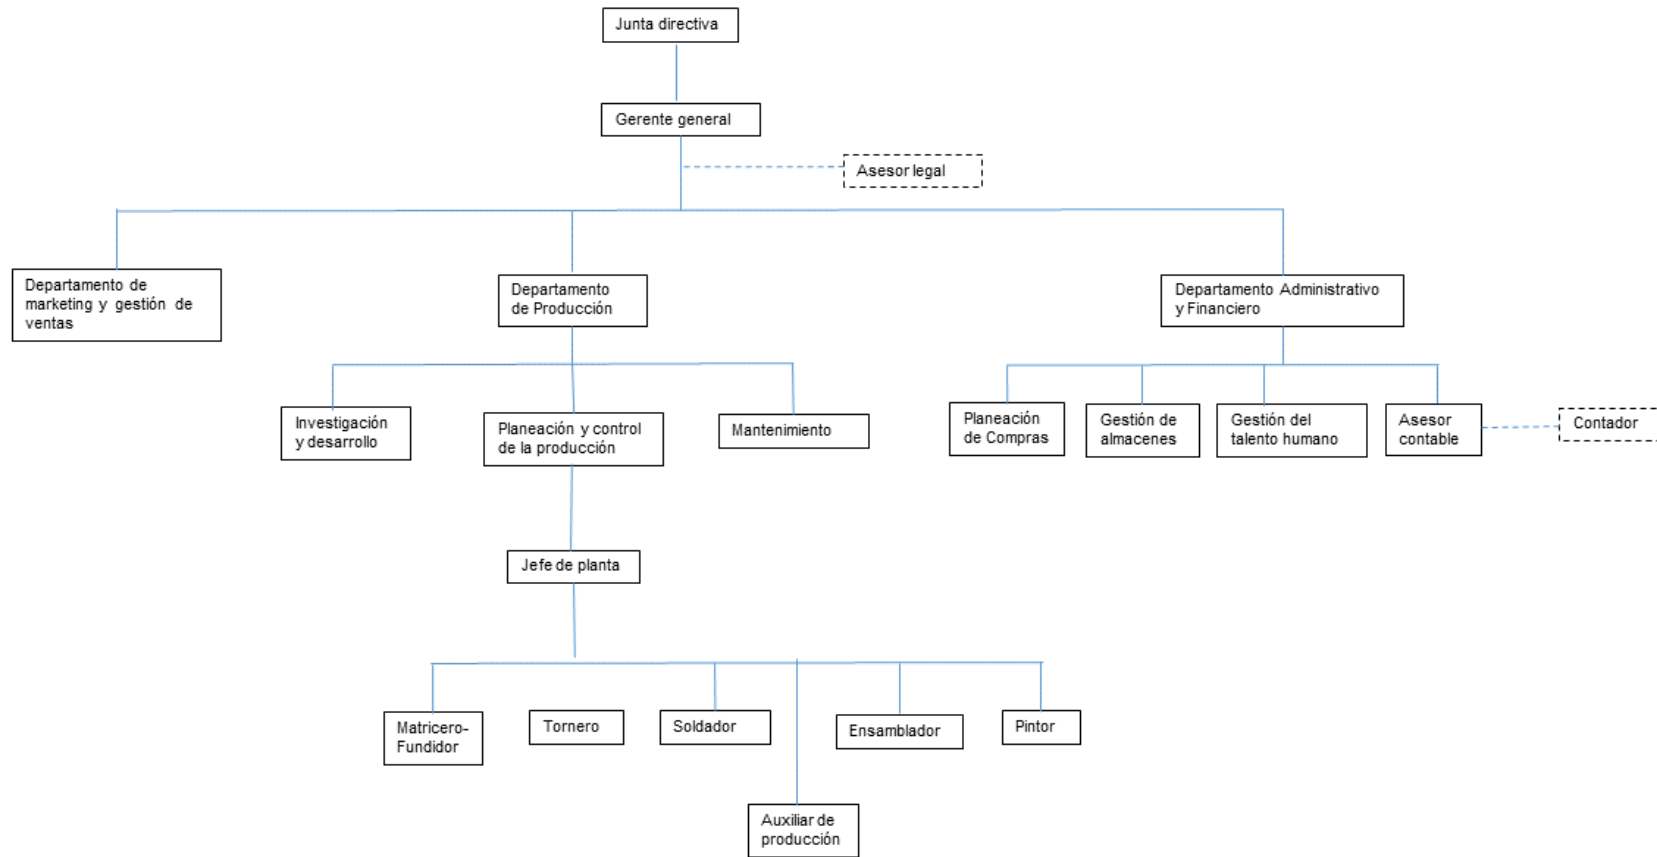 Junta directiva
Gerente general
Asesor legal
Departamento de
marketing y gestión de
ventas
Departamento
de Producción
Departamento Administrativo
y Financiero
Investigación
y desarrollo
Planeación y control
de la producción
Mantenimiento
Planeación
de Compras
Gestión de
almacenes
Gestión del
talento humano
Asesor
contable
Contador
Jefe de planta
Matricero-
Fundidor
Tornero
Soldador
Ensamblador
Pintor
Auxiliar de
producción